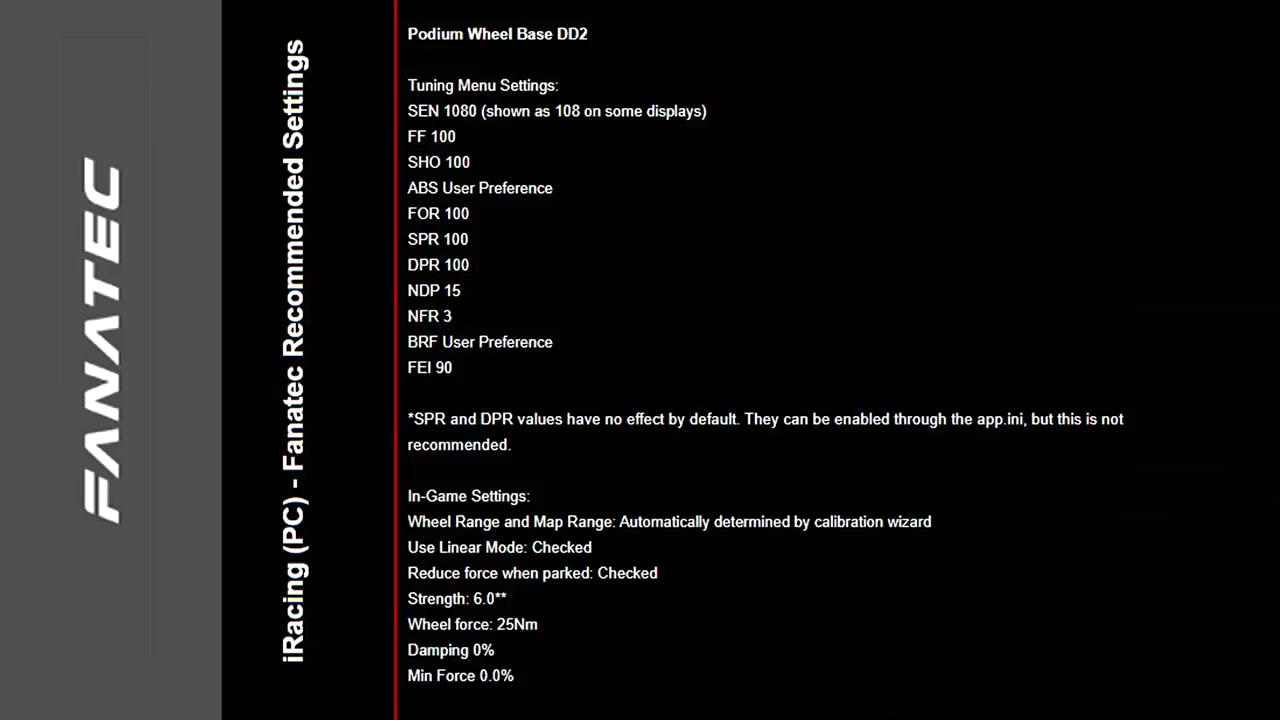 FANATEC
iRacing (PC) - Fanatec Recommended Settings
Podium Wheel Base DD2
Tuning Menu Settings:
SEN 1080 (shown as 108 on some displays)
FF 100
SHO 100
ABS User Preference
FOR 100
SPR 100
DPR 100
NDP 15
NFR 3
BRF User Preference
FEI 90
*SPR and DPR values have no effect by default. They can be enabled through the app.ini, but this is not
recommended.
In-Game Settings:
Wheel Range and Map Range: Automatically determined by calibration wizard
Use Linear Mode: Checked
Reduce force when parked: Checked
Strength: 6.0**
Wheel force: 25Nm
Damping 0%
Min Force 0.0%